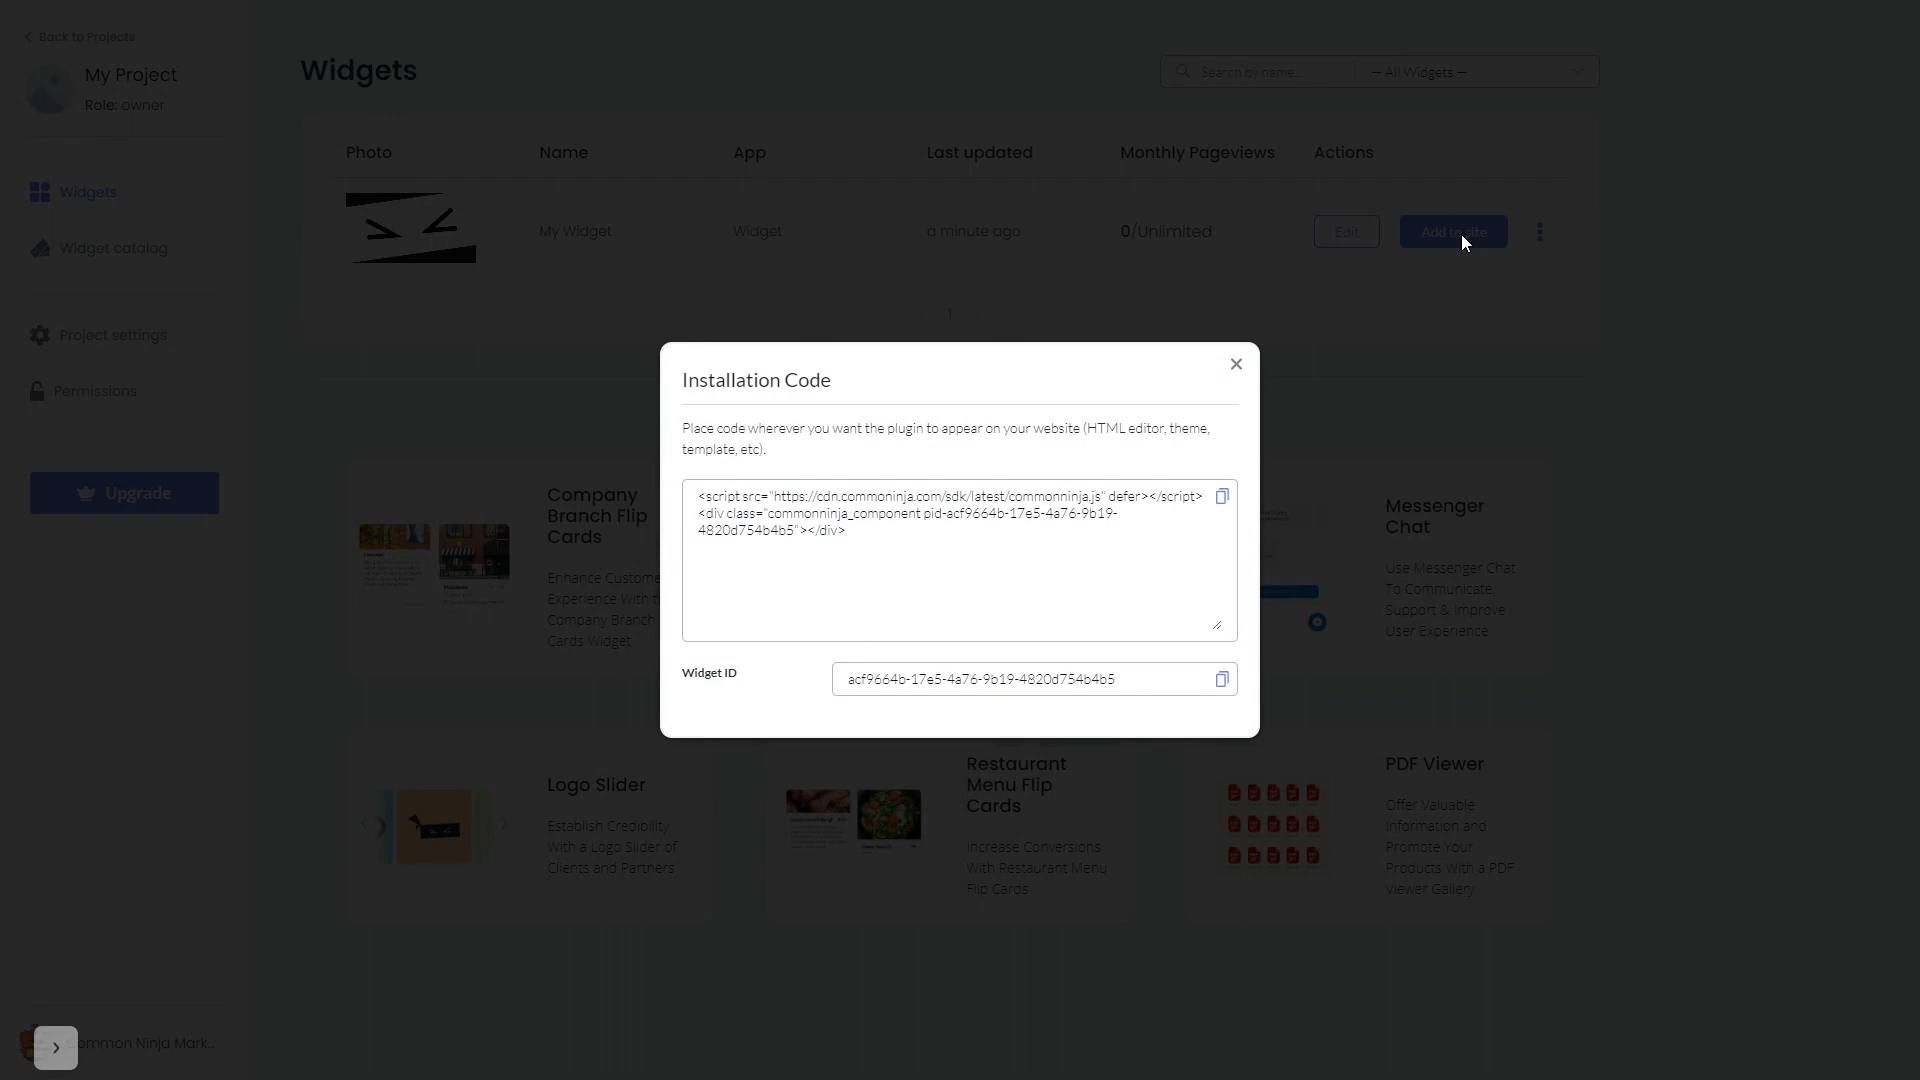 Back to Projects
My Project
Role: owner
Widgets
Widget catalog
Project settings
Permissions
Upgrade
Widgets
Search by name...
— All Widgets —
Photo Name App Last updated Monthly Pageviews Actions
My Widget Widget a minute ago 0/Unlimited Edit Add to site
1
Installation Code
Place code wherever you want the plugin to appear on your website (HTML editor, theme,
template, etc).
<script src="https://cdn.commoninja.com/sdk/latest/commonninja.js" defer></script>
<div class="commonninja_component pid-acf9664b-17e5-4a76-9b19-
4820d754b4b5"></div>
Widget ID
acf9664b-17e5-4a76-9b19-4820d754b4b5
Company
Branch Flip
Cards
Enhance Custome
Experience With
Company Branch
Cards Widget
Messenger
Chat
Use Messenger Chat
To Communicate,
Support & Improve
User Experience
Logo Slider
Establish Credibility
With a Logo Slider of
Clients and Partners
Restaurant
Menu Flip
Cards
Increase Conversions
With Restaurant Menu
Flip Cards
PDF Viewer
Offer Valuable
Information and
Promote Your
Products With a PDF
Viewer Gallery
ommon Ninja Mark...